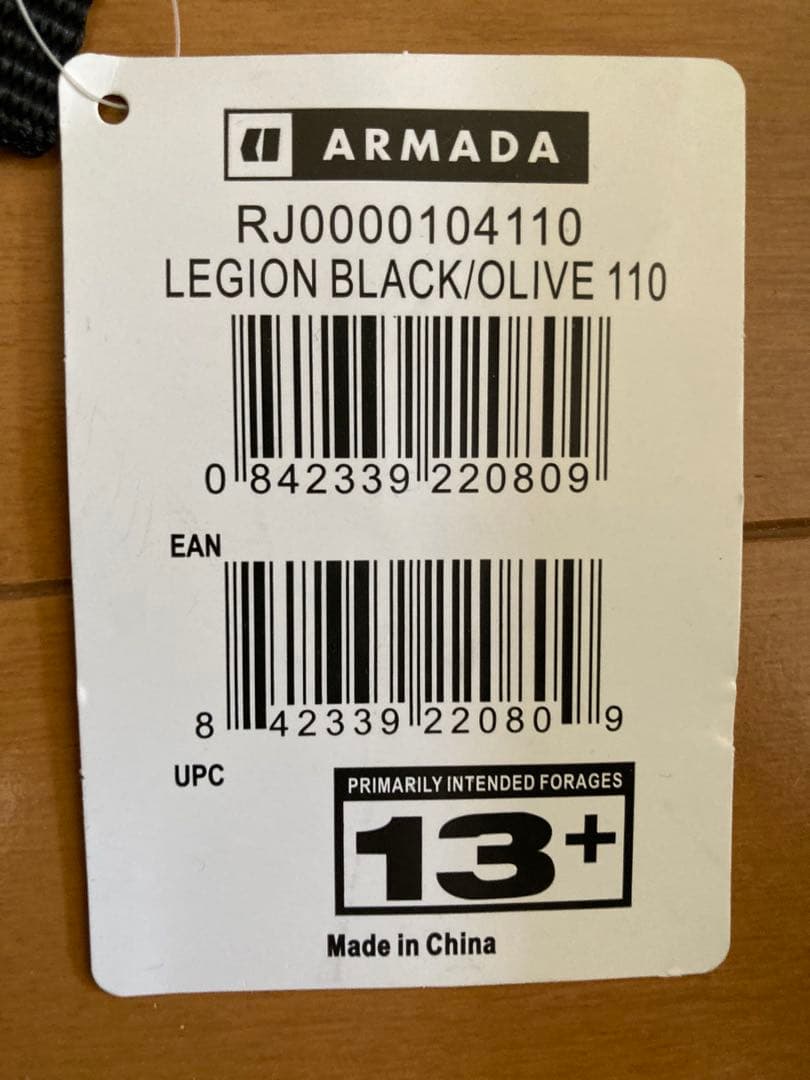 ARMADA
RJ0000104110
LEGION BLACK/OLIVE 110
0 842339 220809
EAN
8 42339 22080 9
UPC
PRIMARILY INTENDED FORAGES
13+
Made in China